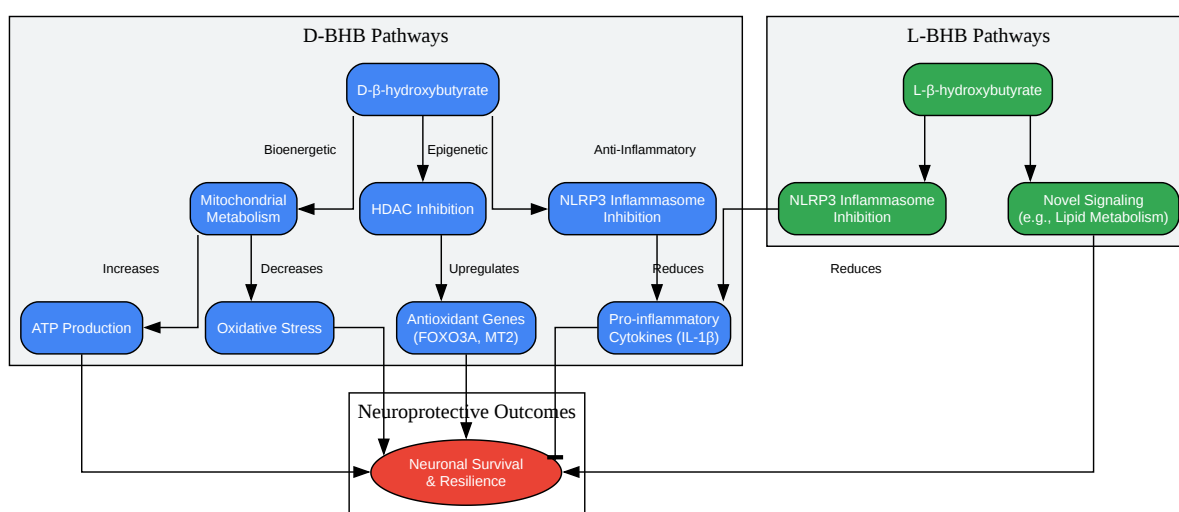 D-BHB Pathways
L-BHB Pathways
D-β-hydroxybutyrate
L-β-hydroxybutyrate
Bioenergetic
Epigenetic
Anti-Inflammatory
Mitochondrial
Metabolism
HDAC Inhibition
NLRP3 Inflammasome
Inhibition
NLRP3 Inflammasome
Inhibition
Novel Signaling
(e.g., Lipid Metabolism)
Increases
Decreases
Upregulates
Reduces
Reduces
ATP Production
Oxidative Stress
Antioxidant Genes
(FOXO3A, MT2)
Pro-inflammatory
Cytokines (IL-1β)
Neuroprotective Outcomes
Neuronal Survival
& Resilience